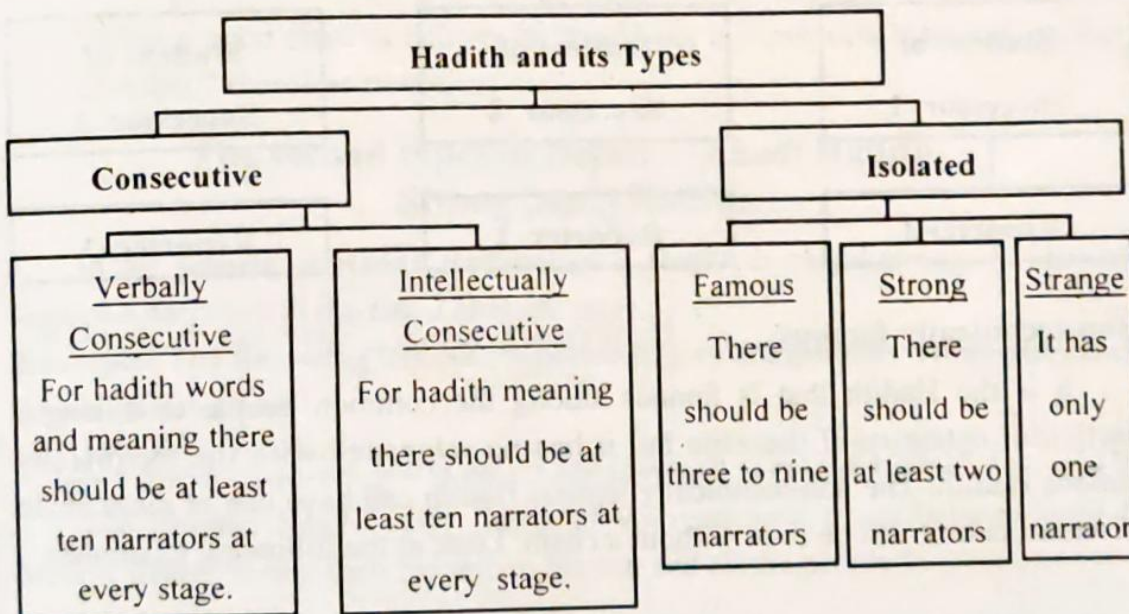 Hadith and its Types
Consecutive
Isolated
Verbally
Consecutive
For hadith words
and meaning there
should be at least
ten narrators at
every stage.
Intellectually
Consecutive
For hadith meaning
there should be at
least ten narrators at
every stage.
Famous
There
should be
three to nine
narrators
Strong
There
should be
at least two
narrators
Strange
It has
only
one
narrator